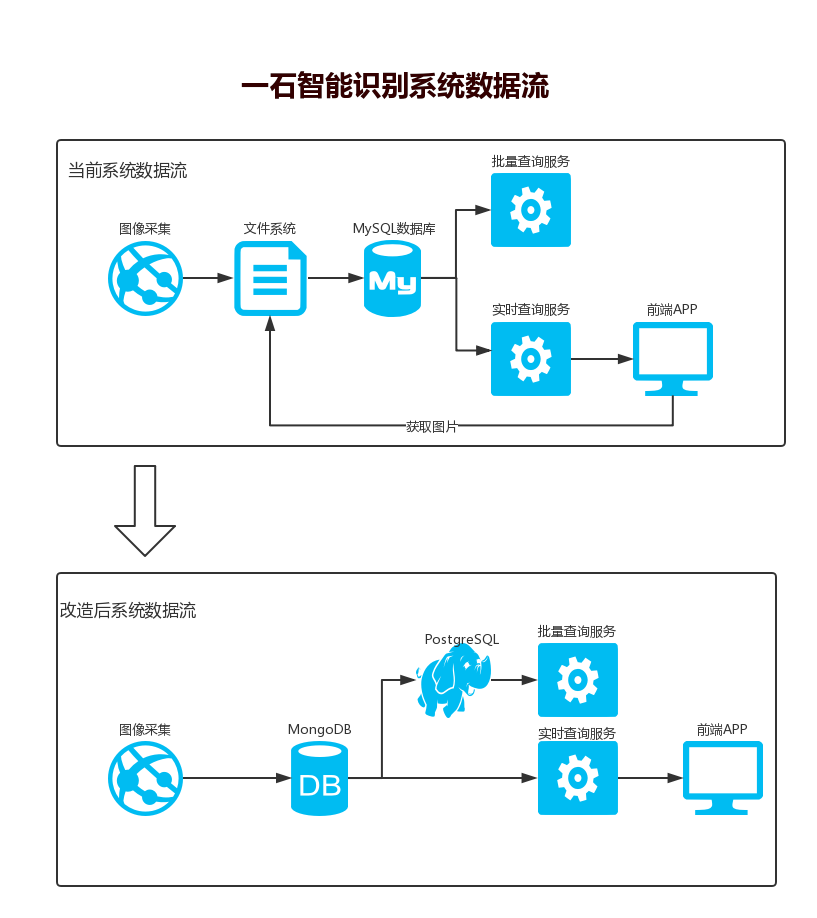 一石智能识别系统数据流
当前系统数据流
批量查询服务
图像采集
文件系统
MySQL数据库
My
实时查询服务
前端APP
获取图片
改造后系统数据流
PostgreSQL
批量查询服务
图像采集
MongoDB
DB
实时查询服务
前端APP